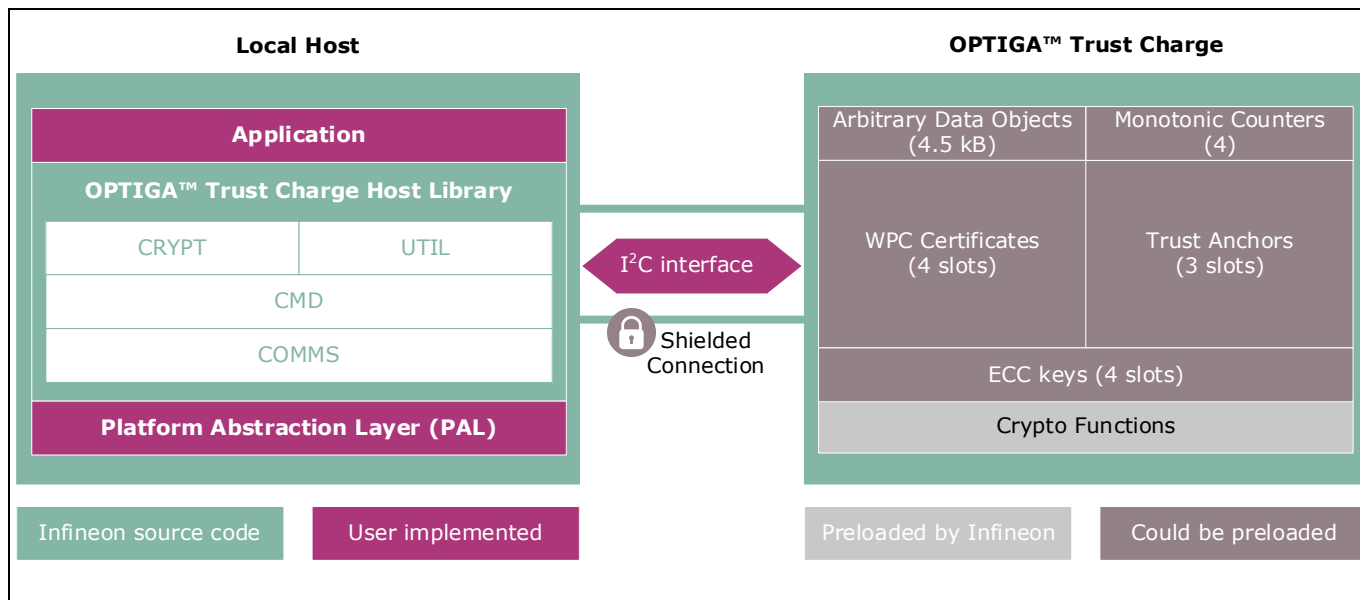 Local Host
OPTIGA™ Trust Charge
Application
OPTIGA™ Trust Charge Host Library
CRYPT
UTIL
CMD
COMMS
Platform Abstraction Layer (PAL)
I²C interface
Shielded
Connection
Arbitrary Data Objects
(4.5 kB)
Monotonic Counters
(4)
WPC Certificates
(4 slots)
Trust Anchors
(3 slots)
ECC keys (4 slots)
Crypto Functions
Infineon source code
User implemented
Preloaded by Infineon
Could be preloaded